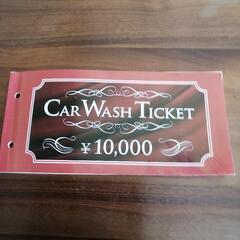 CAR WASH TICKET
¥ 10,000